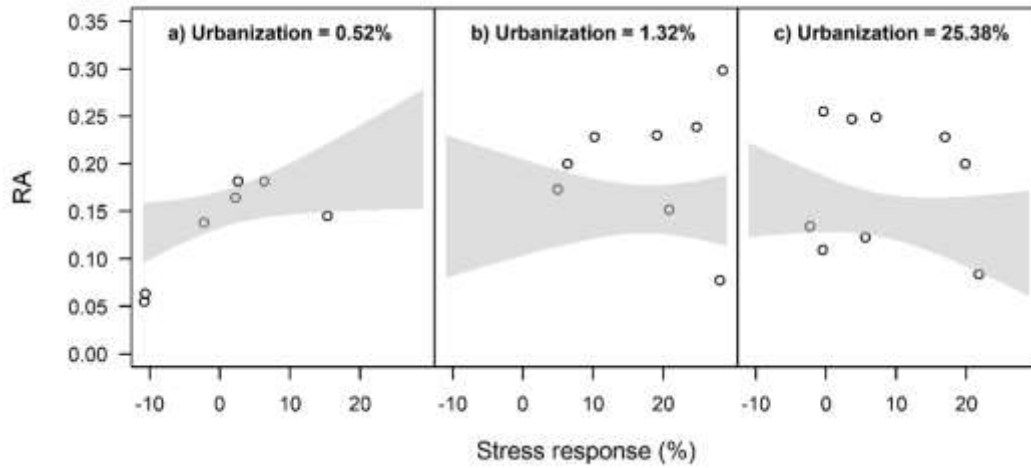 a) Urbanization = 0.52%
b) Urbanization = 1.32%
c) Urbanization = 25.38%
0.35
0.30
0.25
0.20
0.15
0.10
0.05
0.00
RA
-10 0 10 20
-10 0 10 20
-10 0 10 20
Stress response (%)